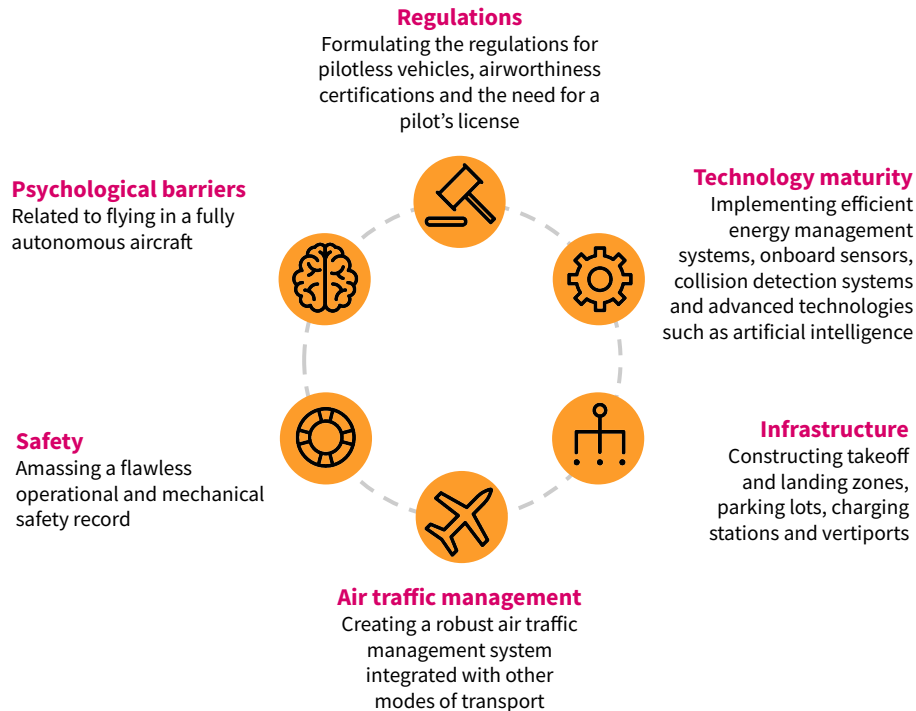 Regulations
Formulating the regulations for
pilotless vehicles, airworthiness
certifications and the need for a
pilot’s license
Psychological barriers
Related to flying in a fully
autonomous aircraft
Technology maturity
Implementing efficient
energy management
systems, onboard sensors,
collision detection systems
and advanced technologies
such as artificial intelligence
Safety
Amassing a flawless
operational and mechanical
safety record
Infrastructure
Constructing takeoff
and landing zones,
parking lots, charging
stations and vertiports
Air traffic management
Creating a robust air traffic
management system
integrated with other
modes of transport